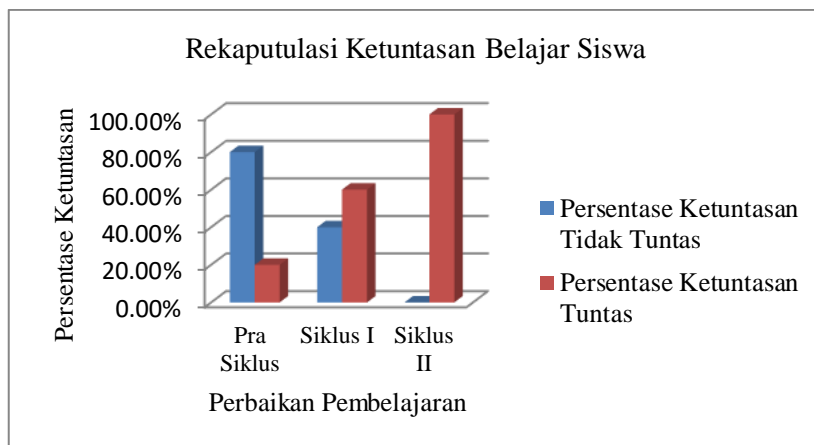 Rekaputulasi Ketuntasan Belajar Siswa
Persentase Ketuntasan
100.00%
80.00%
60.00%
40.00%
20.00%
0.00%
Pra
Siklus
Siklus I
Siklus
II
Perbaikan Pembelajaran
Persentase Ketuntasan
Tidak Tuntas
Persentase Ketuntasan
Tuntas